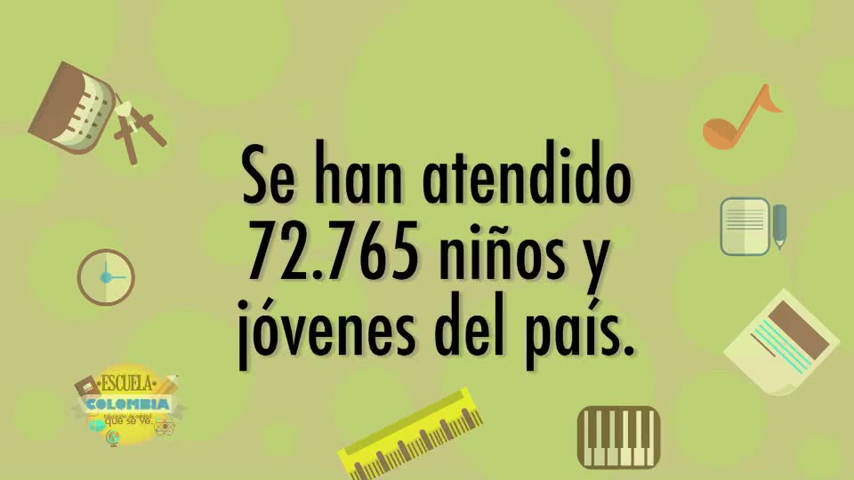 Se han atendido
72.765 niños y
jóvenes del país.
•ESCUELA•
COLOMBIA
que se ve.